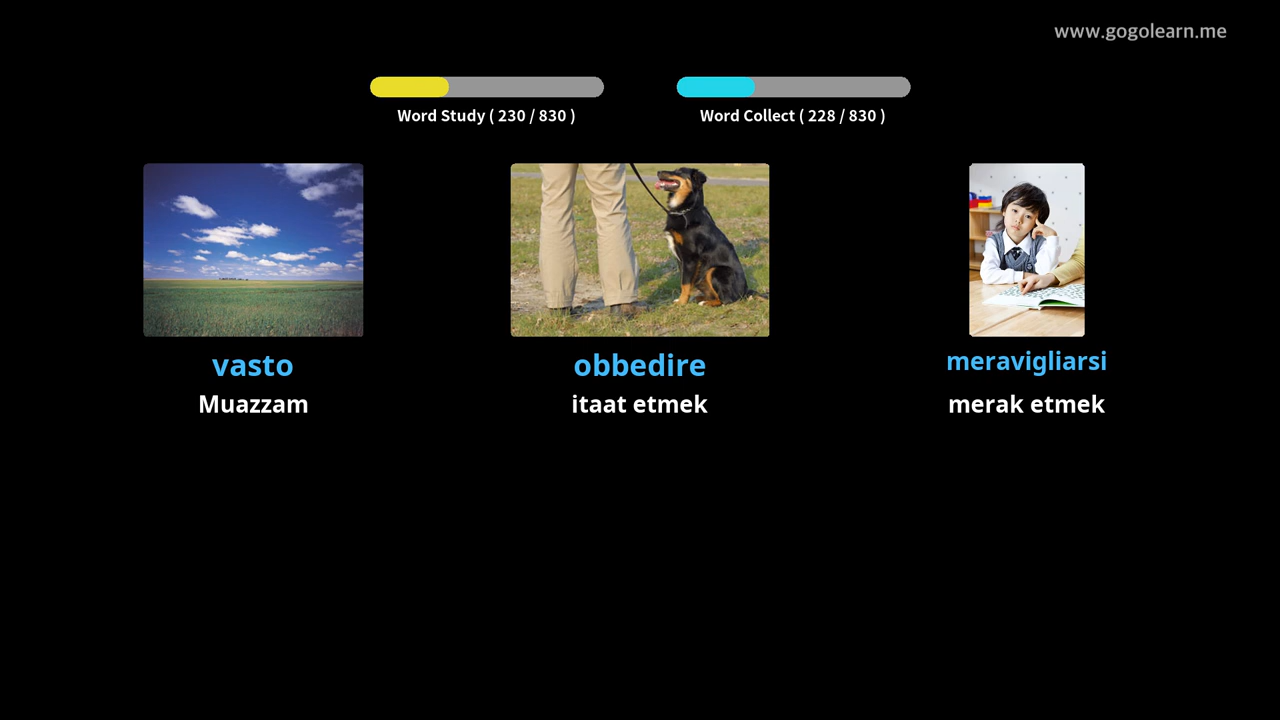 www.gogolearn.me
Word Study ( 230 / 830 )
Word Collect ( 228 / 830 )
vasto
Muazzam
obbedire
itaat etmek
meravigliarsi
merak etmek